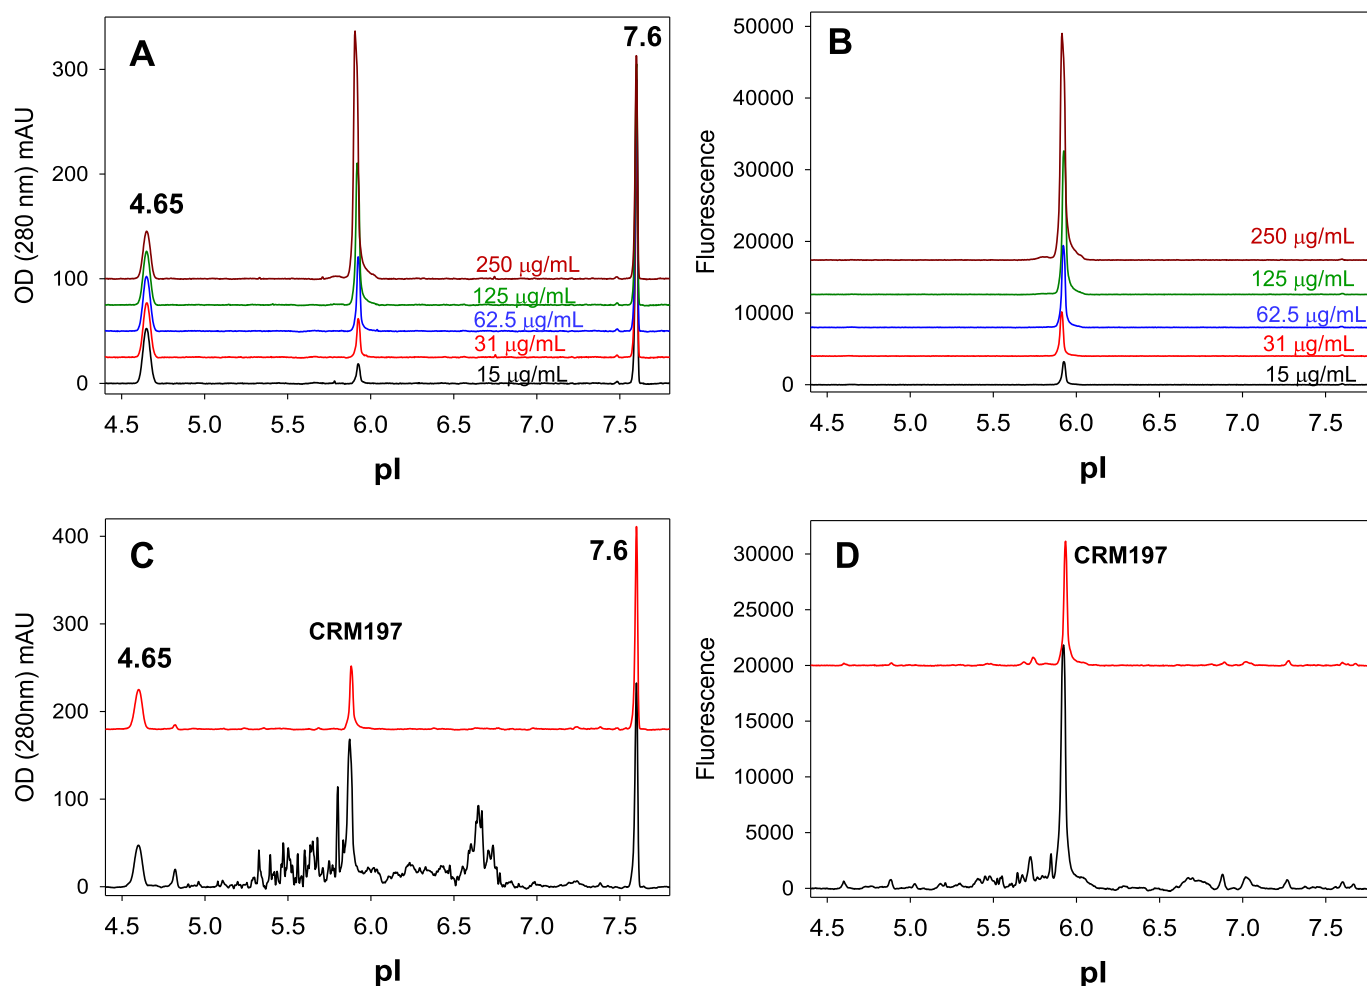 A
7.6
300
200
100
0
OD (280 nm) mAU
4.65
250 μg/mL
125 μg/mL
62.5 μg/mL
31 μg/mL
15 μg/mL
4.5 5.0 5.5 6.0 6.5 7.0 7.5
pI
B
50000
40000
30000
20000
10000
0
Fluorescence
250 μg/mL
125 μg/mL
62.5 μg/mL
31 μg/mL
15 μg/mL
4.5 5.0 5.5 6.0 6.5 7.0 7.5
pI
C
7.6
400
300
200
100
0
OD (280nm) mAU
CRM197
4.65
4.5 5.0 5.5 6.0 6.5 7.0 7.5
pI
D
CRM197
30000
25000
20000
15000
10000
5000
0
Fluorescence
4.5 5.0 5.5 6.0 6.5 7.0 7.5
pI